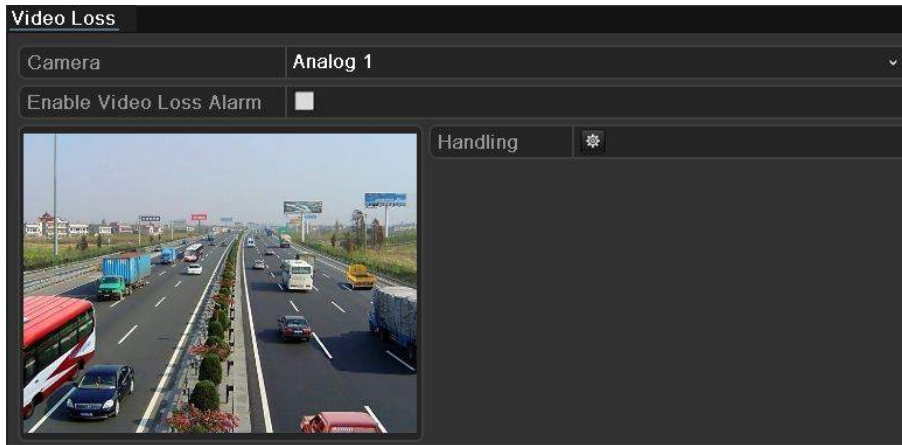 Video Loss
Camera
Analog 1
Enable Video Loss Alarm
Handling